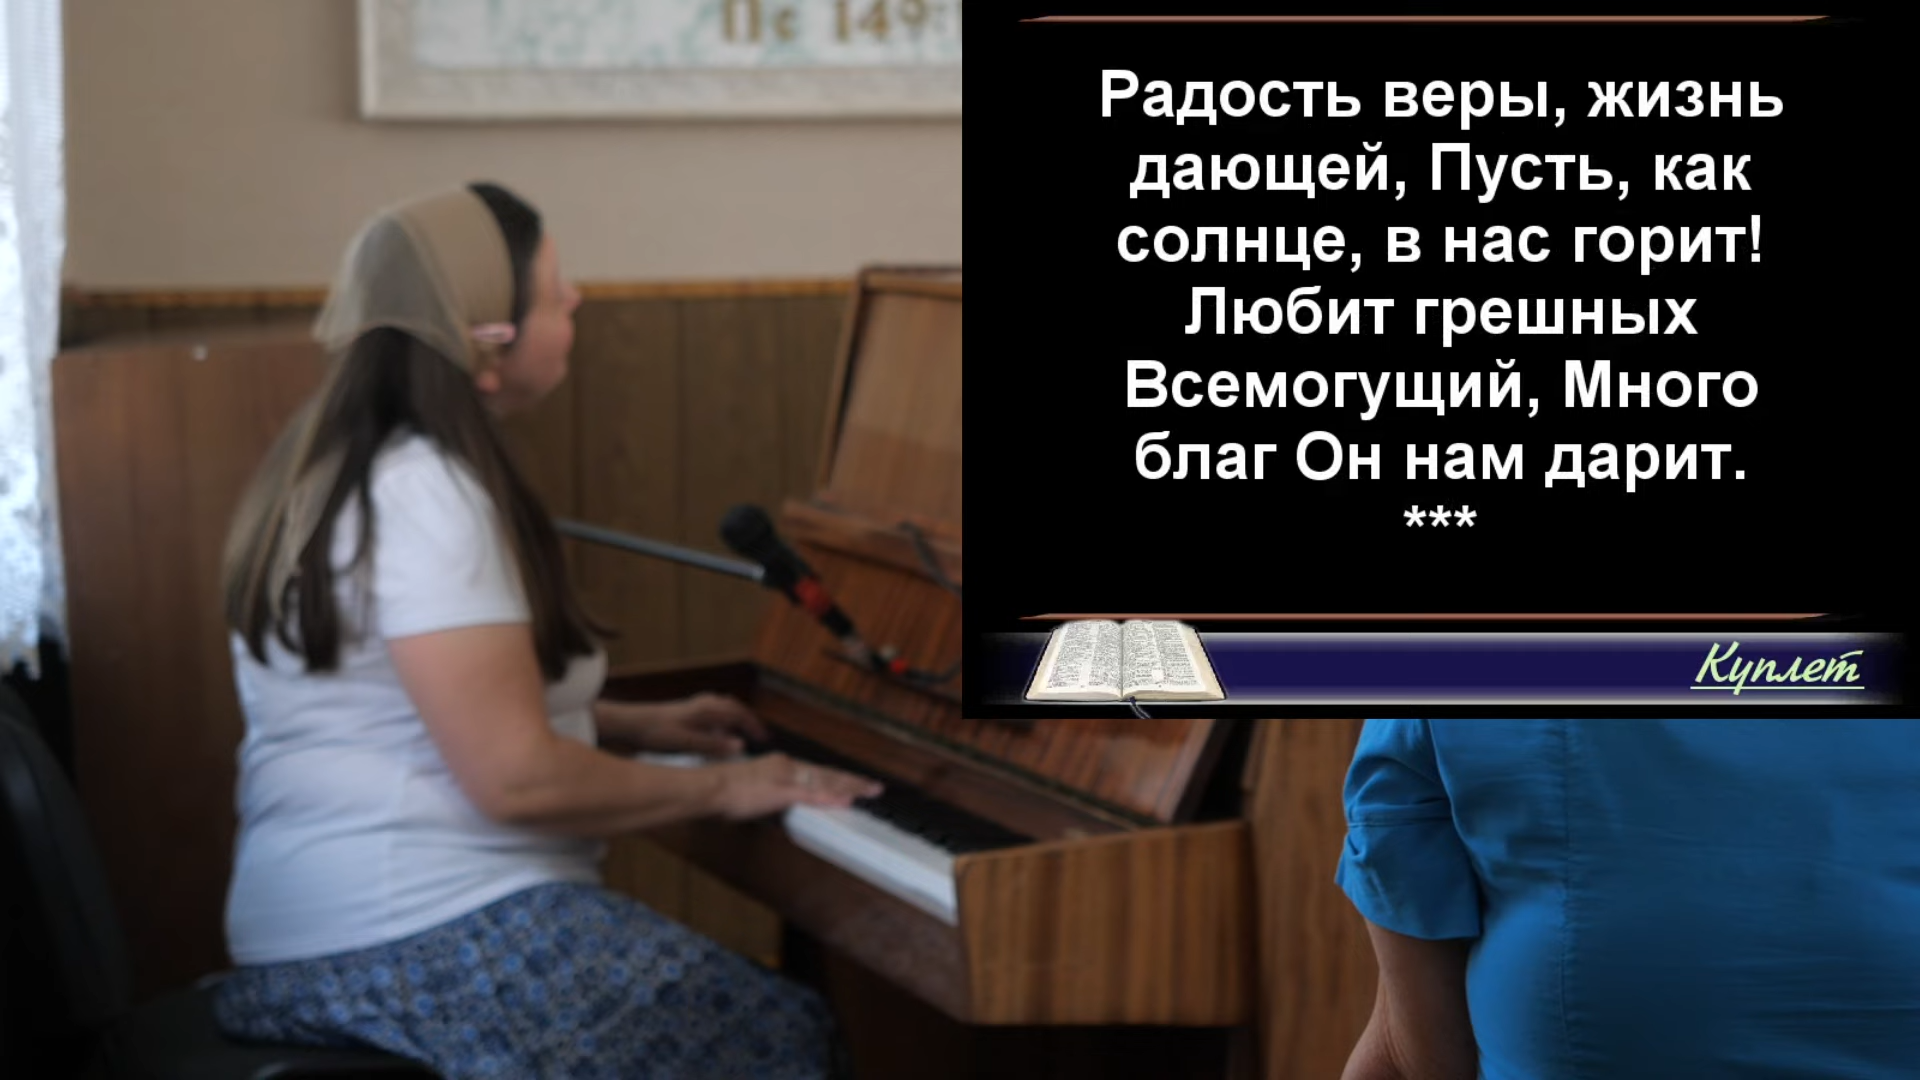 Пс 149:
Радость веры, жизнь
дающей, Пусть, как
солнце, в нас горит!
Любит грешных
Всемогущий, Много
благ Он нам дарит.
***
Куплет